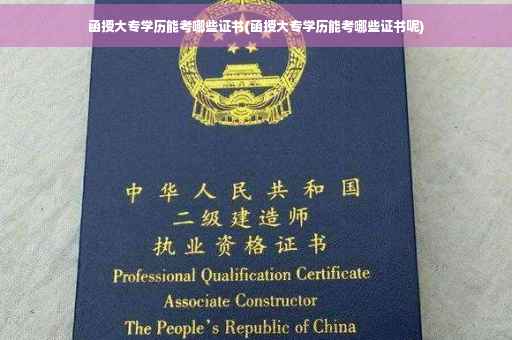 函授大专学历能考哪些证书(函授大专学历能考哪些证书呢)
中华人民共和国
二级建造师
执业资格证书
Professional Qualification Certificate
Associate Constructor
The People's Republic of China